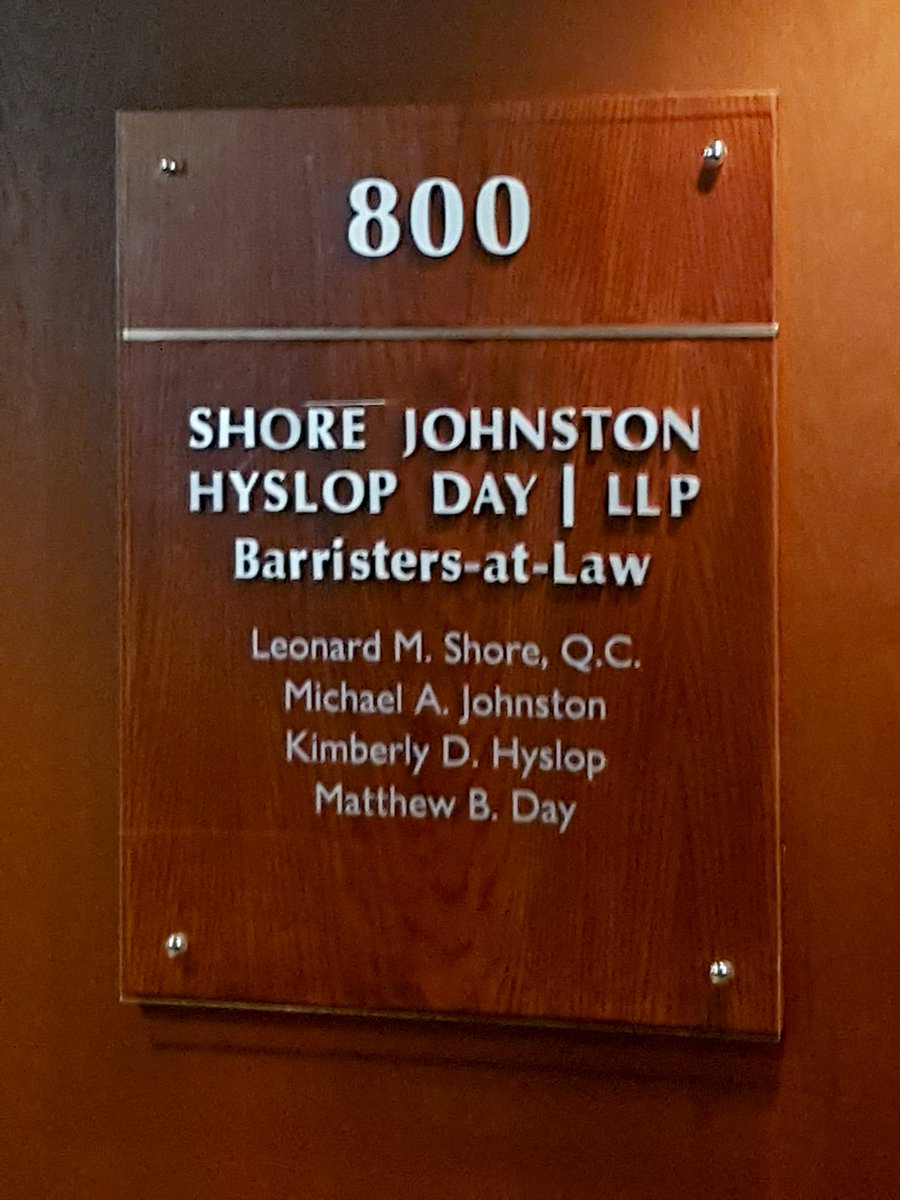 800
SHORE JOHNSTON
HYSLOP DAY | LLP
Barristers-at-Law
Leonard M. Shore, Q.C.
Michael A. Johnston
Kimberly D. Hyslop
Matthew B. Day